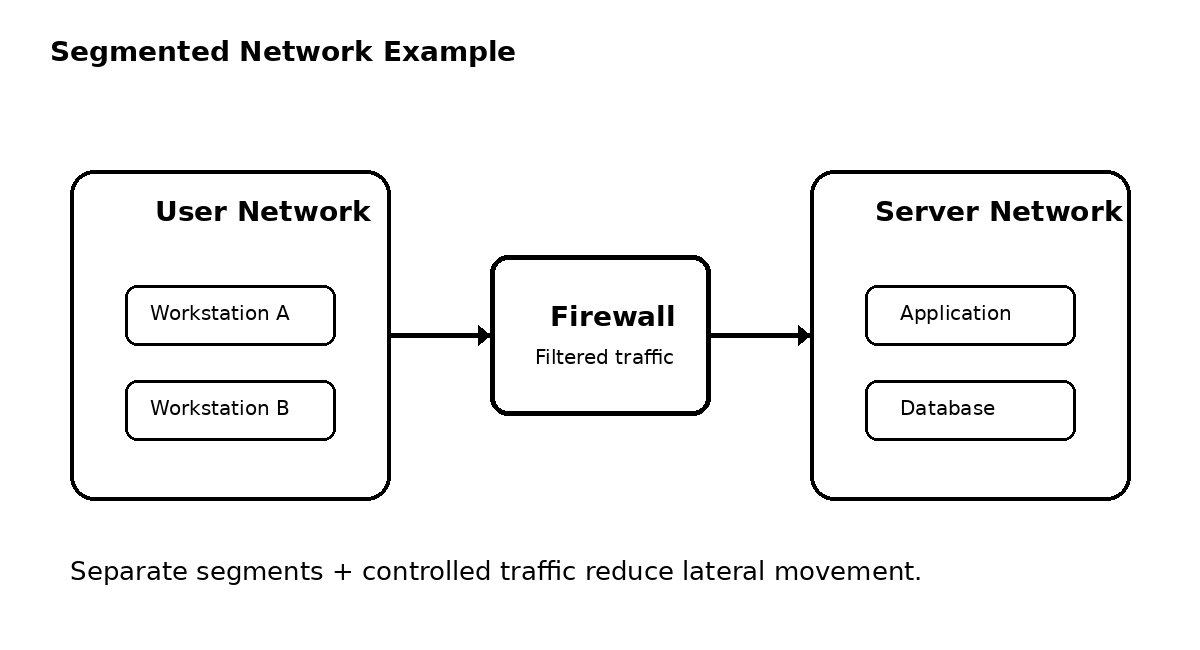 Segmented Network Example
User Network
Workstation A
Workstation B
Firewall
Filtered traffic
Server Network
Application
Database
Separate segments + controlled traffic reduce lateral movement.